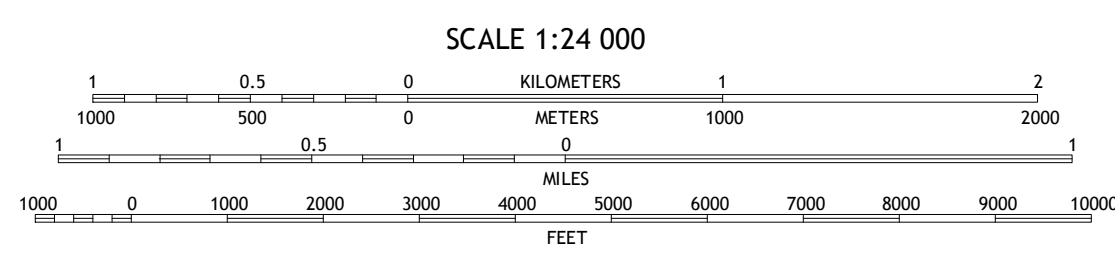 SCALE 1:24 000
1 0.5 0 KILOMETERS 1 2
1000 500 0 METERS 1000 2000
1 0.5 0 1
MILES
1000 0 1000 2000 3000 4000 5000 6000 7000 8000 9000 10000
FEET